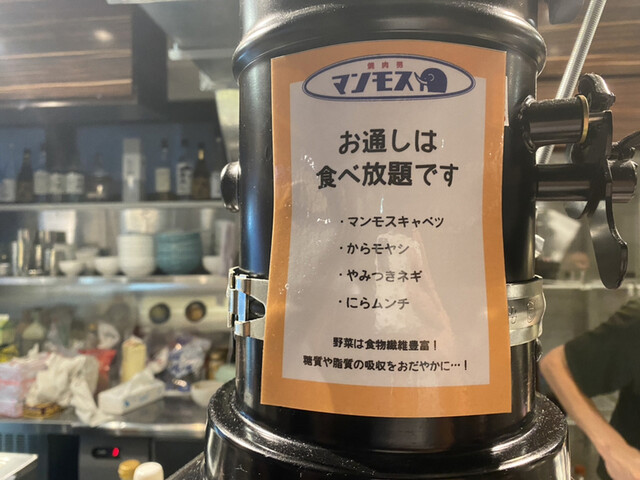 焼肉男
マンモス
お通しは
食べ放題です
・マンモスキャベツ
・からモヤシ
・やみつきネギ
・にらムンチ
野菜は食物繊維豊富！
糖質や脂質の吸収をおだやかに…！